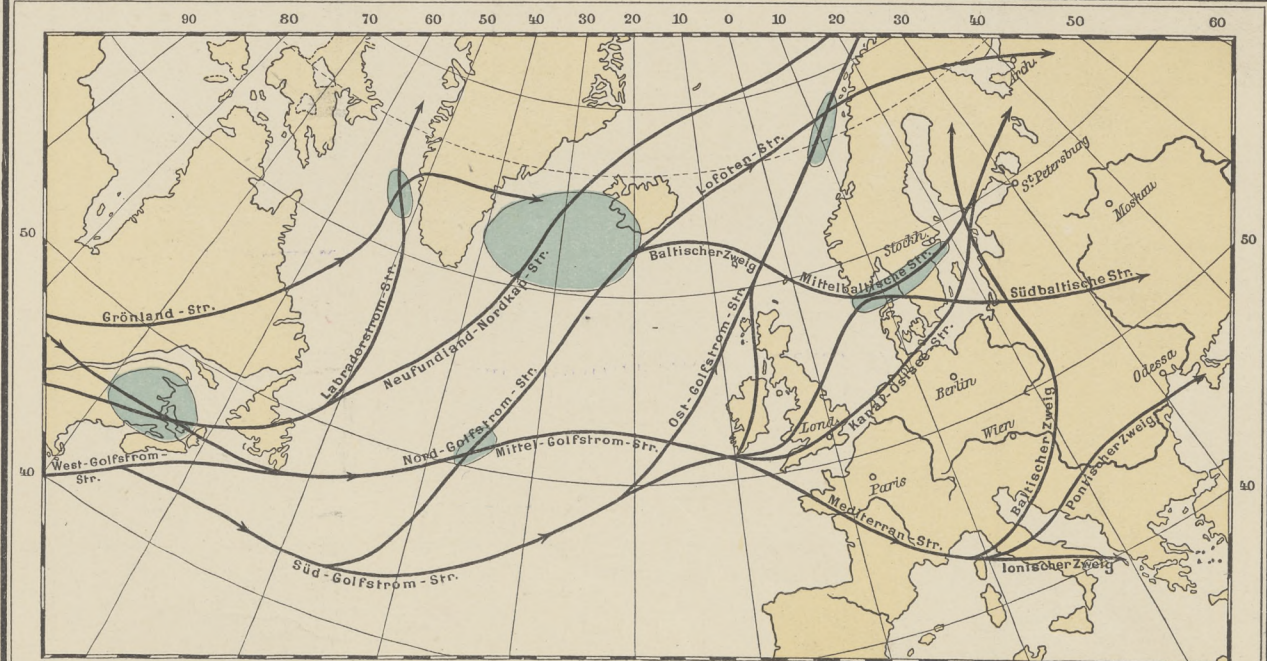 90 80 70 60 50 40 30 20 10 0 10 20 30 40 50 60
Arch.
Lofoten-Str.
St. Petersburg
Moskau
50
Stockh.
50
Baltischer Zweig
Mittelbaltische Str.
Südbaltische Str.
Grönland-Str.
Labraderstrom-Str.
Neufundland-Nordkap-Str.
Ost-Golfstrom-Str.
Kanal-Ostsee-Str.
Odessa
Berlin
Lond.
Wien
Nord-Golfstrom-Str.
Mittel-Golfstrom-Str.
West-Golfstrom-
Str.
40
Paris
40
Baltischer Zweig
Pontischer Zweig
Mediterran-Str.
Ionischer Zweig
Süd-Golfstrom-Str.